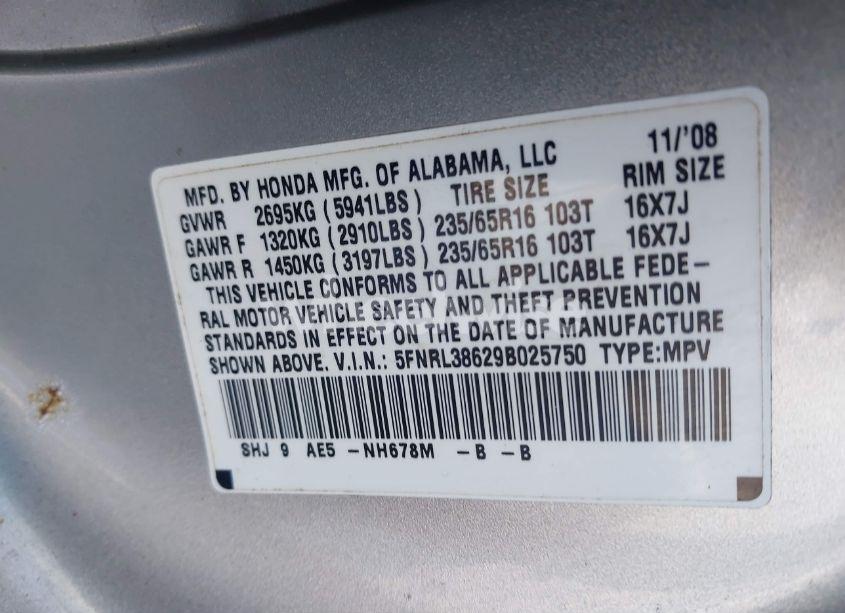 MFD. BY HONDA MFG. OF ALABAMA, LLC 11/'08
GVWR 2695KG (5941LBS) TIRE SIZE RIM SIZE
GAWR F 1320KG (2910LBS) 235/65R16 103T 16X7J
GAWR R 1450KG (3197LBS) 235/65R16 103T 16X7J
THIS VEHICLE CONFORMS TO ALL APPLICABLE FEDE-
RAL MOTOR VEHICLE SAFETY AND THEFT PREVENTION
STANDARDS IN EFFECT ON THE DATE OF MANUFACTURE
SHOWN ABOVE. V.I.N.: 5FNRL38629B025750 TYPE:MPV
SHJ 9 AE5 -NH678M -B -B